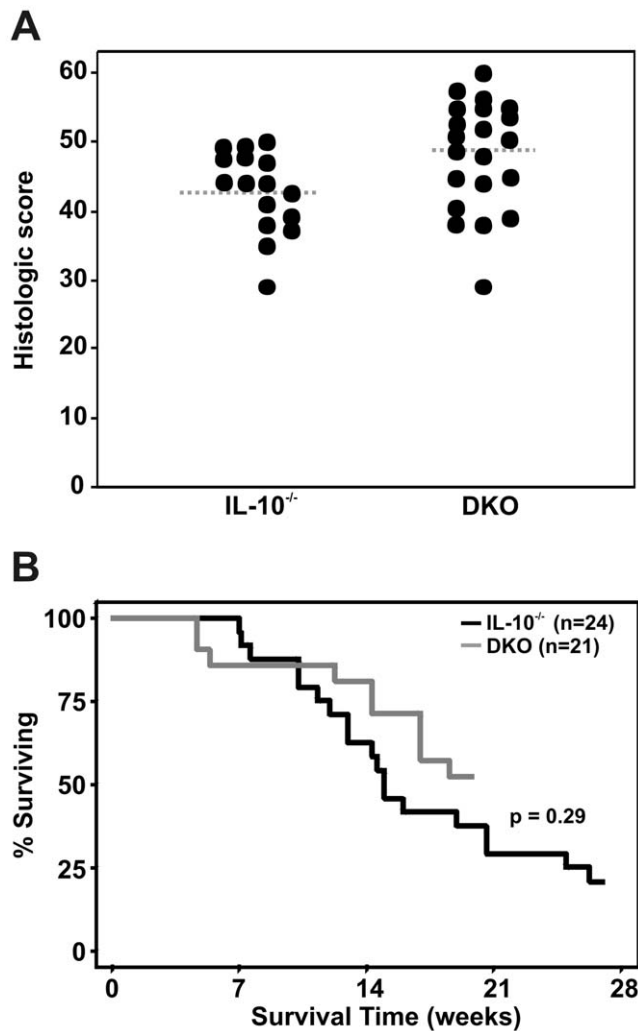 A
Histologic score
60
50
40
30
20
0
IL-10⁻/⁻
DKO
B
% Surviving
100
75
50
25
0
IL-10⁻/⁻ (n=24)
DKO (n=21)
p = 0.29
0 7 14 21 28
Survival Time (weeks)